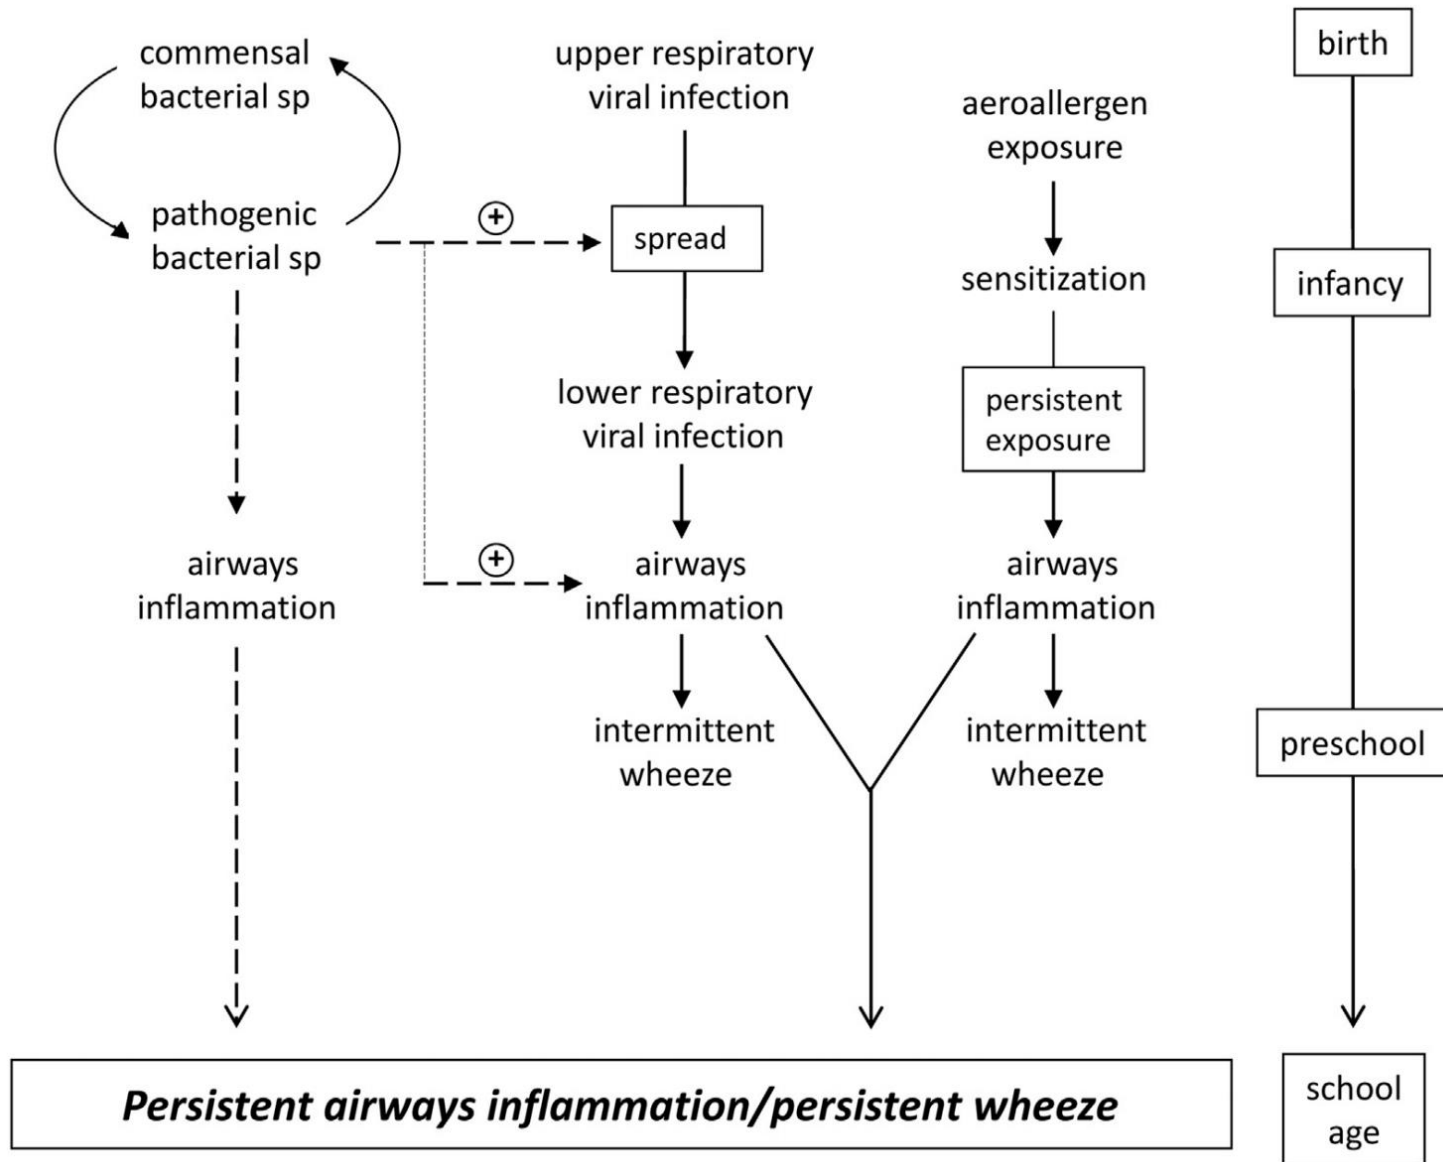 commensal
bacterial sp
pathogenic
bacterial sp
airways
inflammation
upper respiratory
viral infection
+
spread
lower respiratory
viral infection
+
airways
inflammation
intermittent
wheeze
aeroallergen
exposure
sensitization
persistent
exposure
airways
inflammation
intermittent
wheeze
Persistent airways inflammation/persistent wheeze
birth
infancy
preschool
school
age